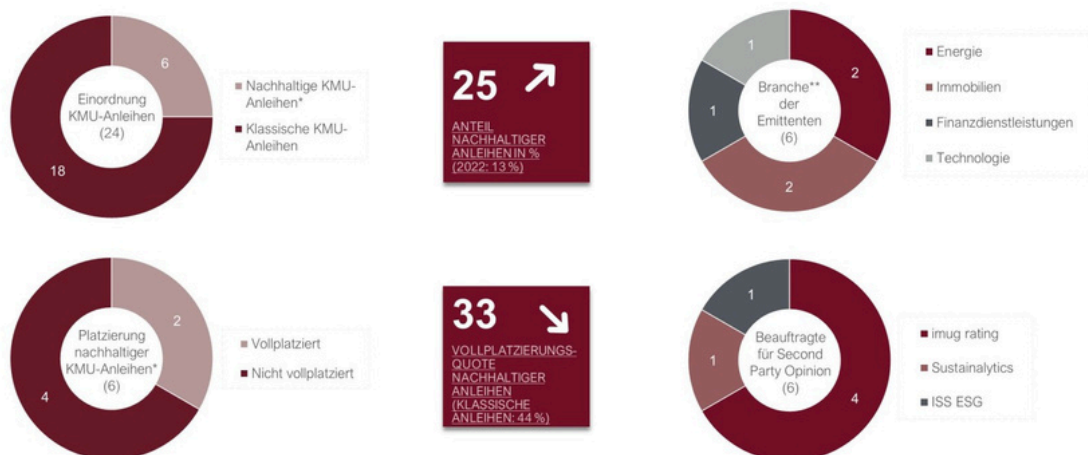 6
18
Einordnung
KMU-Anleihen
(24)
Nachhaltige KMU-
Anleihen*
Klassische KMU-
Anleihen
25
ANTEIL
NACHHALTIGER
ANLEIHEN IN %
(2022: 13 %)
1
2
1
2
Branche**
der
Emittenten
(6)
Energie
Immobilien
Finanzdienstleistungen
Technologie
2
4
Platzierung
nachhaltiger
KMU-Anleihen*
(6)
Vollplatziert
Nicht vollplatziert
33
VOLLPLATZIERUNGS-
QUOTE
NACHHALTIGER
ANLEIHEN
(KLASSISCHE
ANLEIHEN: 44 %)
1
1
4
Beauftragte
für Second
Party Opinion
(6)
imug rating
Sustainalytics
ISS ESG